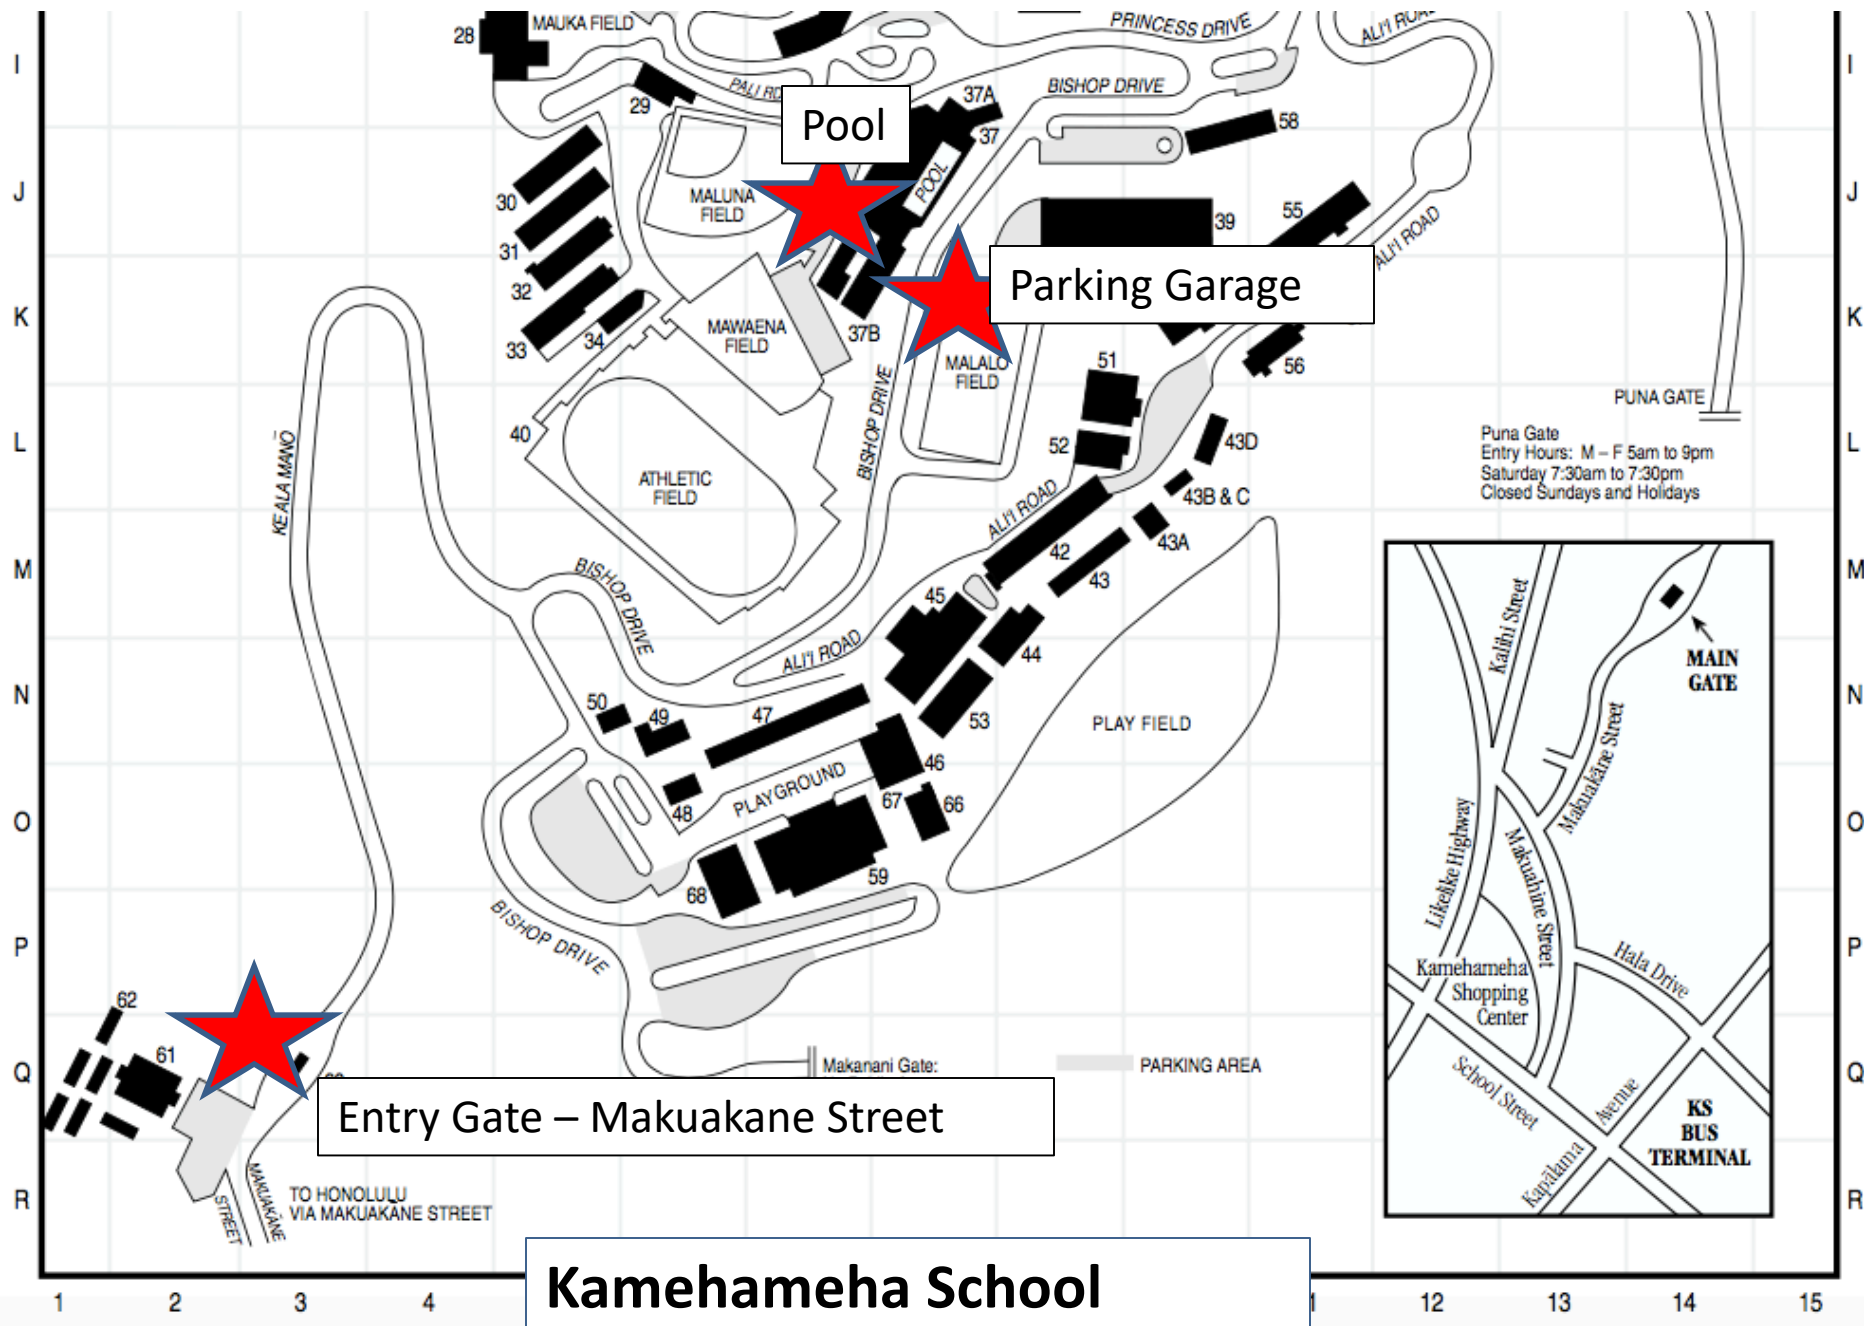 28
MAUKA FIELD
PRINCESS DRIVE
ALI'I ROAD
I
I
PALI RD
BISHOP DRIVE
29
37A
37
58
Pool
POOL
J
J
30
MALUNA
FIELD
39
55
ALI'I ROAD
31
32
Parking Garage
K
K
33
34
MAWAENA
FIELD
37B
MALALO
FIELD
51
56
PUNA GATE
L
L
KEALA MANŌ
40
BISHOP DRIVE
52
43D
Puna Gate
Entry Hours: M – F 5am to 9pm
Saturday 7:30am to 7:30pm
Closed Sundays and Holidays
ATHLETIC
FIELD
43B & C
ALI'I ROAD
42
43A
M
M
43
BISHOP DRIVE
45
44
ALI'I ROAD
N
N
50
49
47
53
PLAY FIELD
46
PLAYGROUND
O
O
48
67
66
59
68
BISHOP DRIVE
P
P
62
61
Q
Q
Makanani Gate:
PARKING AREA
Entry Gate – Makuakane Street
R
R
MAKUAKANE
STREET
TO HONOLULU
VIA MAKUAKANE STREET
Kalihi Street
MAIN
GATE
Makuakāne Street
Likelike Highway
Makuahine Street
Hala Drive
Kamehameha
Shopping
Center
School Street
Avenue
Kapālama
KS
BUS
TERMINAL
Kamehameha School
1
2
3
4
12
13
14
15